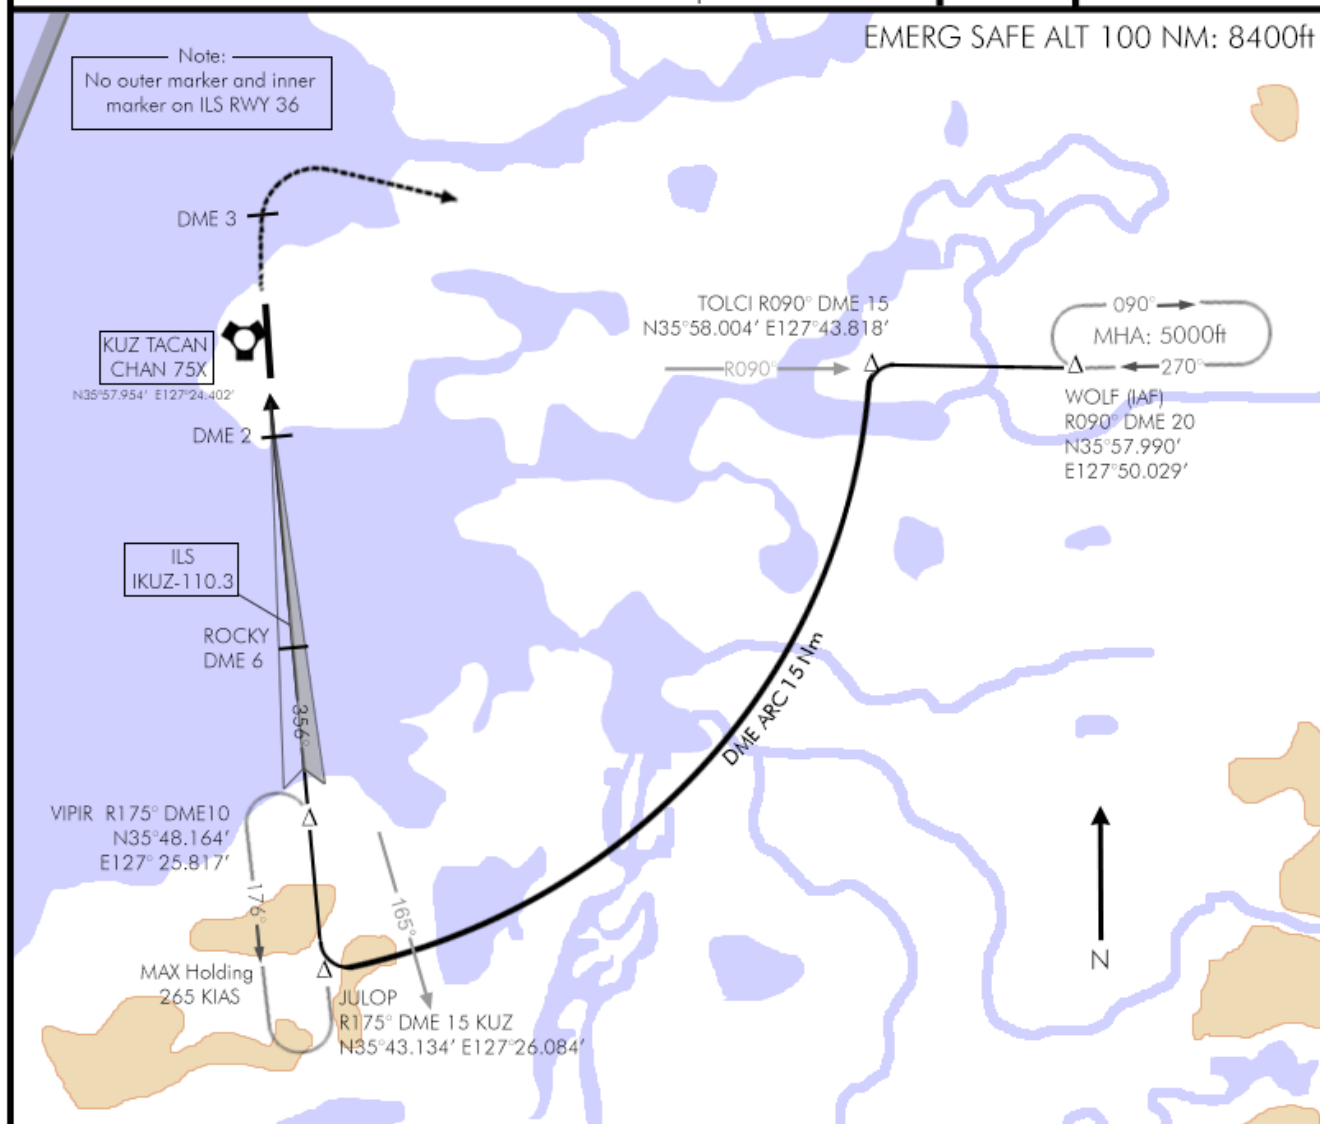 EMERG SAFE ALT 100 NM: 8400ft
Note:
No outer marker and inner
marker on ILS RWY 36
DME 3
KUZ TACAN
CHAN 75X
N35°57.954' E127°24.402'
DME 2
TOLCI R090° DME 15
N35°58.004' E127°43.818'
R090°
090°
MHA: 5000ft
270°
WOLF (IAF)
R090° DME 20
N35°57.990'
E127°50.029'
ILS
IKUZ-110.3
ROCKY
DME 6
356°
DME ARC 15 Nm
VIPIR R175° DME10
N35°48.164'
E127° 25.817'
176°
165°
MAX Holding
265 KIAS
JULOP
R175° DME 15 KUZ
N35°43.134' E127°26.084'
N